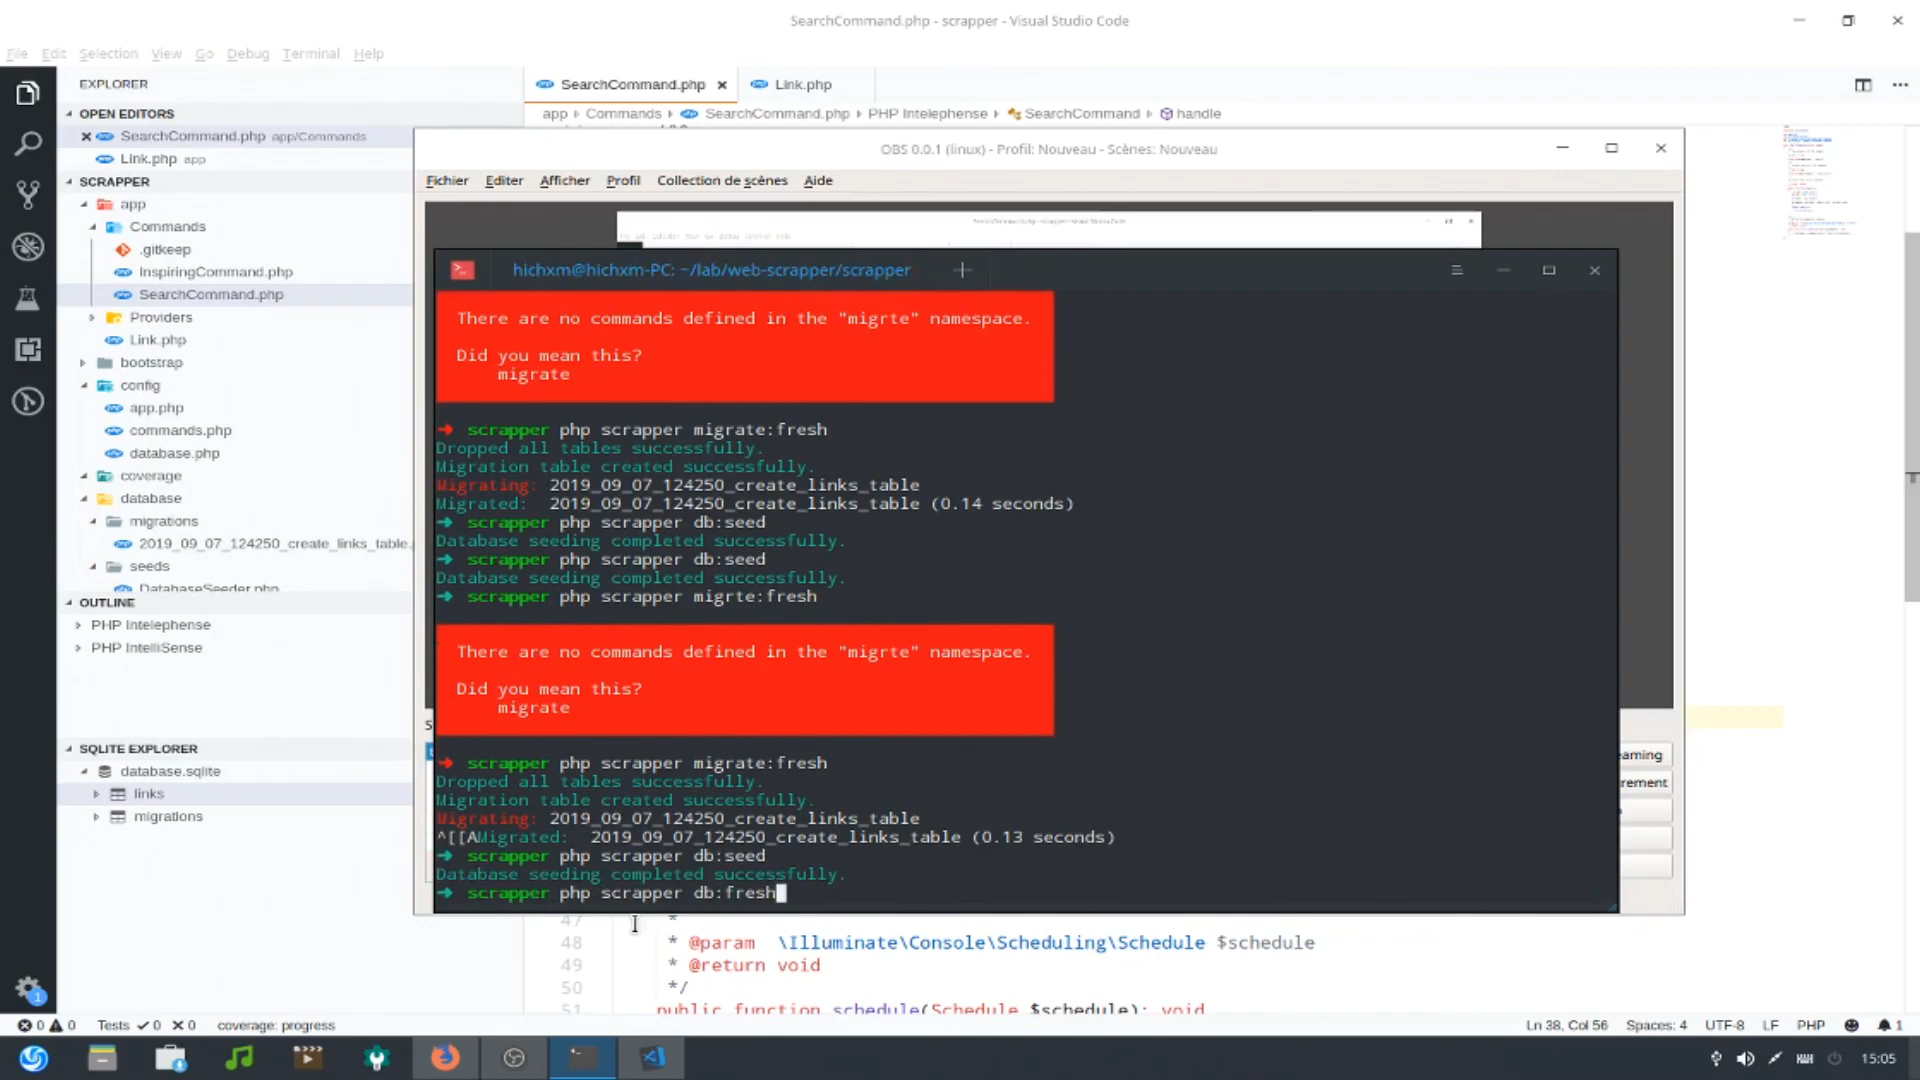 SearchCommand.php - scrapper - Visual Studio Code
File Edit Selection View Go Debug Terminal Help
EXPLORER
OPEN EDITORS
SearchCommand.php app/Commands
Link.php app
SCRAPPER
app
Commands
.gitkeep
InspiringCommand.php
SearchCommand.php
Providers
Link.php
bootstrap
config
app.php
commands.php
database.php
coverage
database
migrations
2019_09_07_124250_create_links_table.
seeds
DatabaseSeeder.php
OUTLINE
PHP Intelephense
PHP IntelliSense
SQLITE EXPLORER
database.sqlite
links
migrations
SearchCommand.php Link.php
app Commands SearchCommand.php PHP Intelephense SearchCommand handle
OBS 0.0.1 (linux) - Profil: Nouveau - Scènes: Nouveau
Fichier Editer Afficher Profil Collection de scènes Aide
hichxm@hichxm-PC: ~/lab/web-scrapper/scrapper
There are no commands defined in the "migrte" namespace.
Did you mean this?
migrate
➜ scrapper php scrapper migrate:fresh
Dropped all tables successfully.
Migration table created successfully.
Migrating: 2019_09_07_124250_create_links_table
Migrated: 2019_09_07_124250_create_links_table (0.14 seconds)
➜ scrapper php scrapper db:seed
Database seeding completed successfully.
➜ scrapper php scrapper db:seed
Database seeding completed successfully.
➜ scrapper php scrapper migrte:fresh
There are no commands defined in the "migrte" namespace.
Did you mean this?
migrate
➜ scrapper php scrapper migrate:fresh
Dropped all tables successfully.
Migration table created successfully.
Migrating: 2019_09_07_124250_create_links_table
^[[AMigrated: 2019_09_07_124250_create_links_table (0.13 seconds)
➜ scrapper php scrapper db:seed
Database seeding completed successfully.
➜ scrapper php scrapper db:fresh
eaming
rement
47 *
48 * @param \Illuminate\Console\Scheduling\Schedule $schedule
49 * @return void
50 */
51 public function schedule(Schedule $schedule): void
0 0 Tests 0 0 coverage: progress
Ln 38, Col 56 Spaces: 4 UTF-8 LF PHP 1
15:05